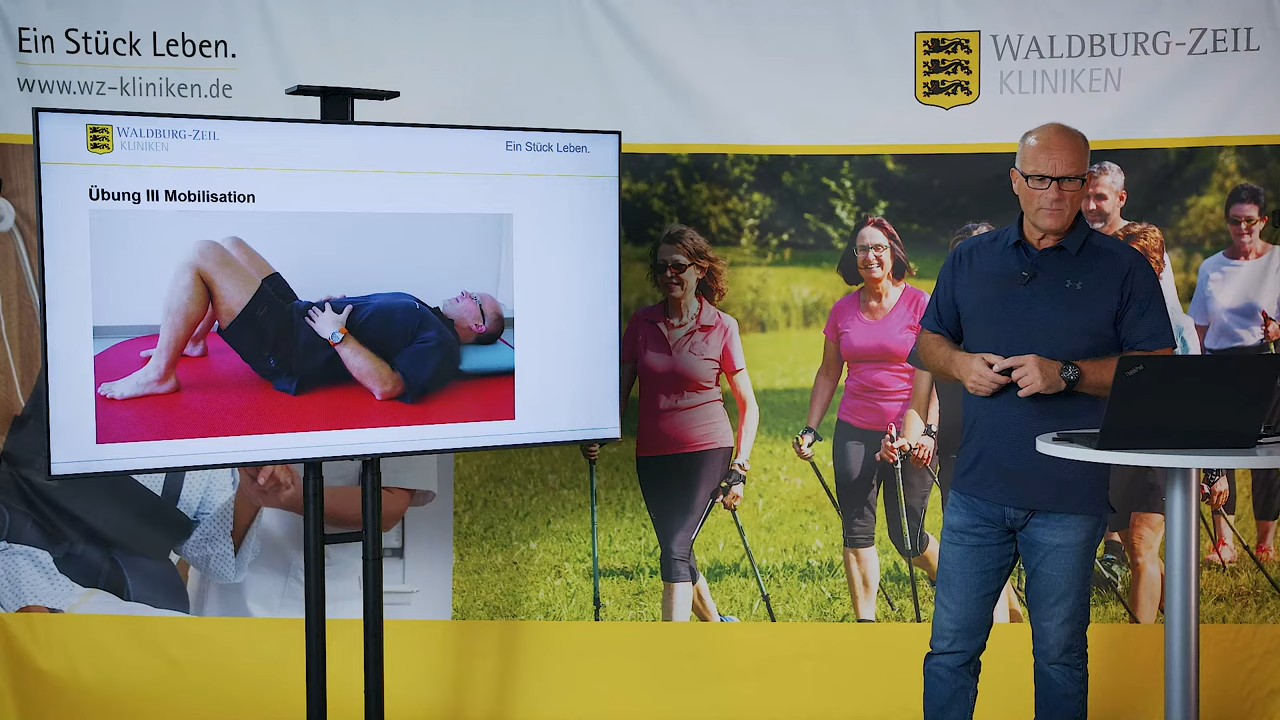 Ein Stück Leben.
www.wz-kliniken.de
WALDBURG-ZEIL
KLINIKEN
WALDBURG-ZEIL
KLINIKEN
Ein Stück Leben.
Übung III Mobilisation
ThinkPad